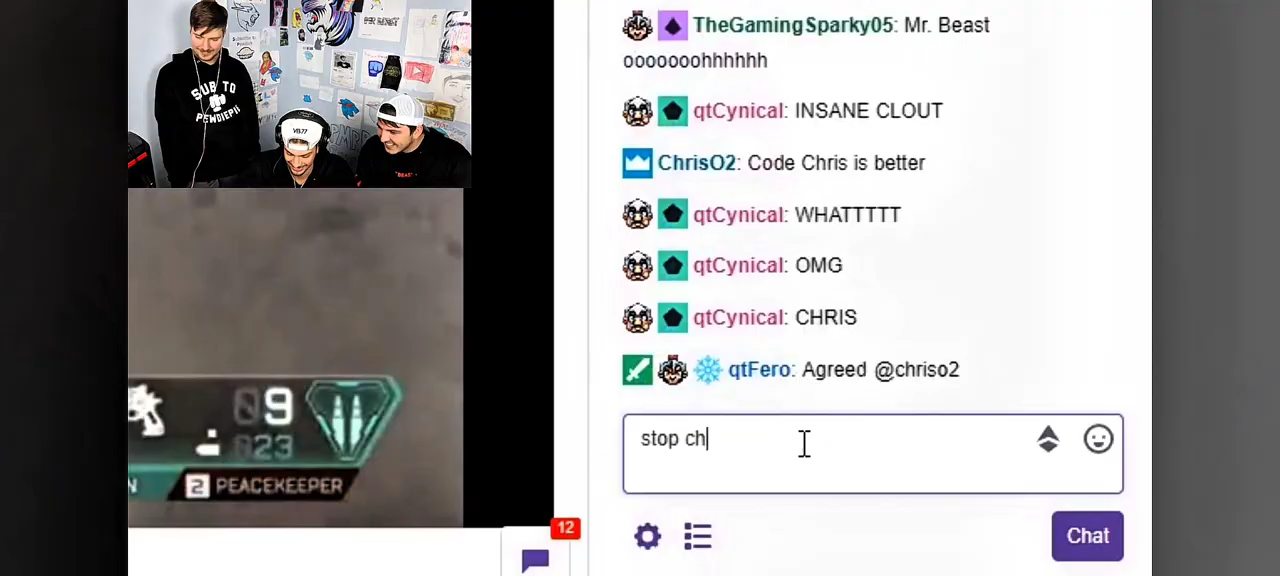 SUB TO
PEWDIEPIE
TheGamingSparky05: Mr. Beast
ooooooohhhhhh
qtCynical: INSANE CLOUT
ChrisO2: Code Chris is better
qtCynical: WHATTTTT
qtCynical: OMG
qtCynical: CHRIS
qtFero: Agreed @chriso2
stop ch
Chat
12
09
023
N
2 PEACEKEEPER